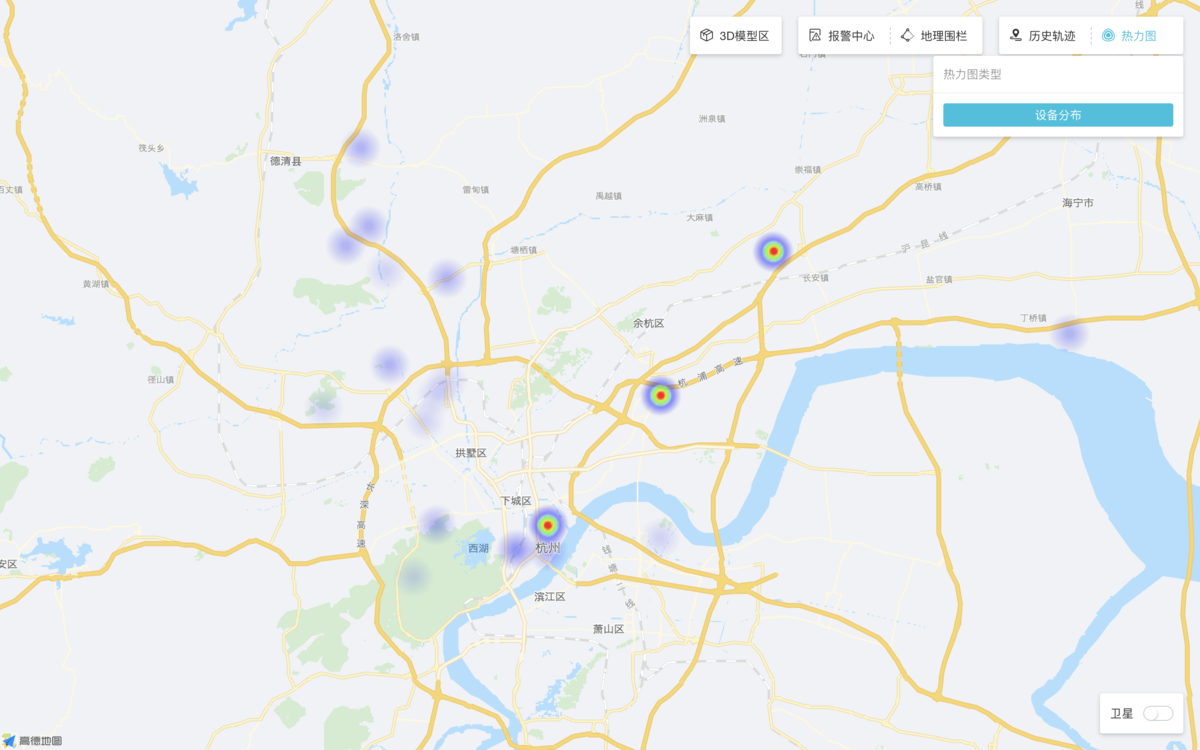 洛舍镇
3D模型区
报警中心
地理围栏
历史轨迹
热力图
线
热力图类型
设备分布
洲泉镇
筏头乡
德清县
崇福镇
百丈镇
雷甸镇
禹越镇
高桥镇
海宁市
大麻镇
沪昆线
塘栖镇
黄湖镇
长安镇
盐官镇
丁桥镇
余杭区
杭浦高速
径山镇
拱墅区
东深高速
下城区
西湖
杭州
钱塘二线
安区
滨江区
萧山区
卫星
高德地图